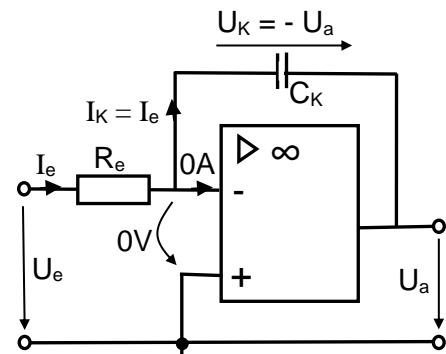 U_K = - U_a
C_K
I_K = I_e
I_e
R_e
0A
▷ ∞
-
0V
+
U_e
U_a